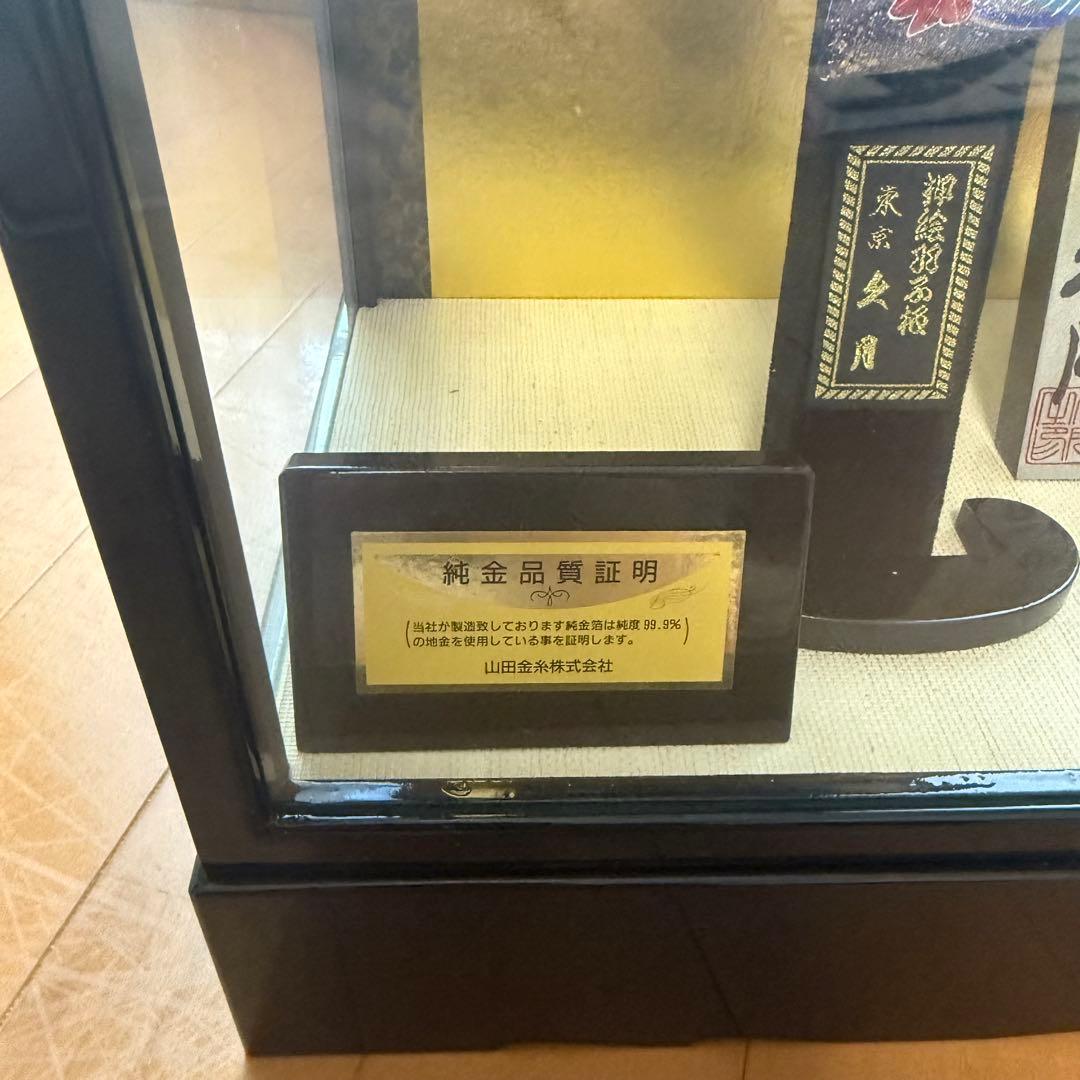 押絵羽子板
東京 久月
純金品質証明
(当社が製造致しております純金箔は純度99.9%
の地金を使用している事を証明します。)
山田金糸株式会社